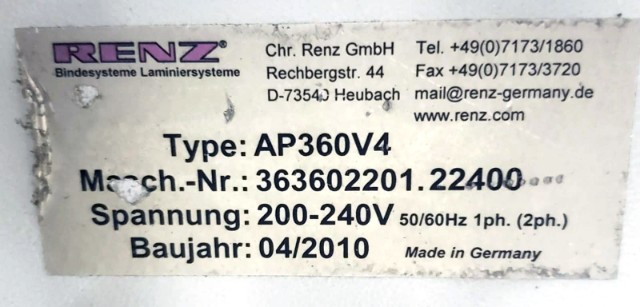 RENZ®
Bindesysteme Laminiersysteme
Chr. Renz GmbH
Rechbergstr. 44
D-73540 Heubach
Tel. +49(0)7173/1860
Fax +49(0)7173/3720
mail@renz-germany.de
www.renz.com
Type: AP360V4
Masch.-Nr.: 363602201.22400
Spannung: 200-240V 50/60Hz 1ph. (2ph.)
Baujahr: 04/2010 Made in Germany